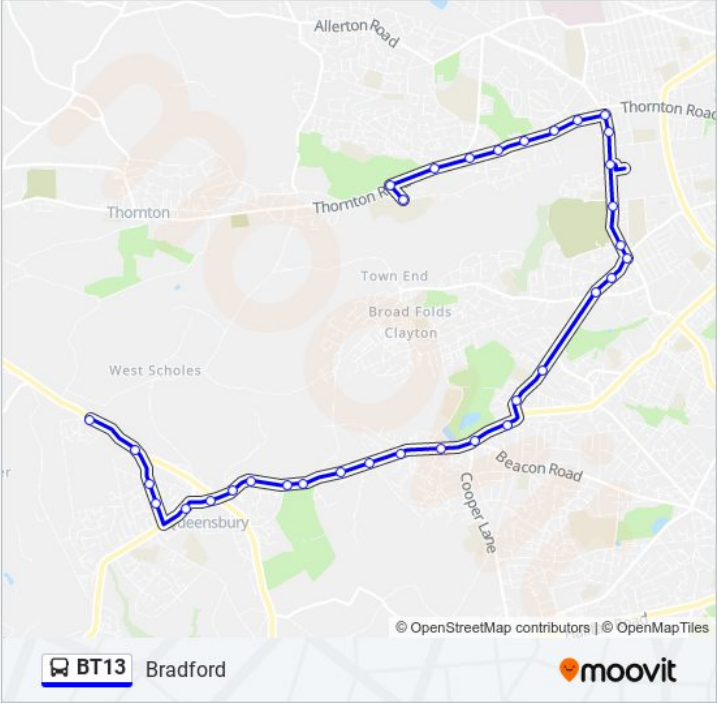 Allerton Road
Thornton Road
Thornton
Thornton R
Town End
Broad Folds
Clayton
West Scholes
er
Beacon Road
Cooper Lane
Queensbury
© OpenStreetMap contributors | © OpenMapTiles
BT13 Bradford
moovit